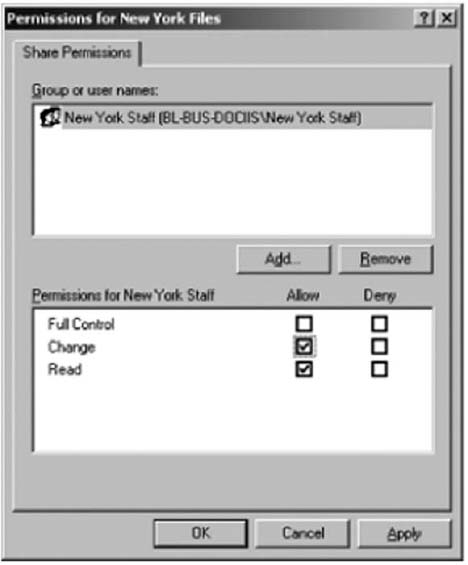 Permissions for New York Files
Share Permissions
Group or user names:
New York Staff (BL-BUS-DOCIIS\New York Staff)
Add... Remove
Permissions for New York Staff Allow Deny
Full Control
Change
Read
OK Cancel Apply